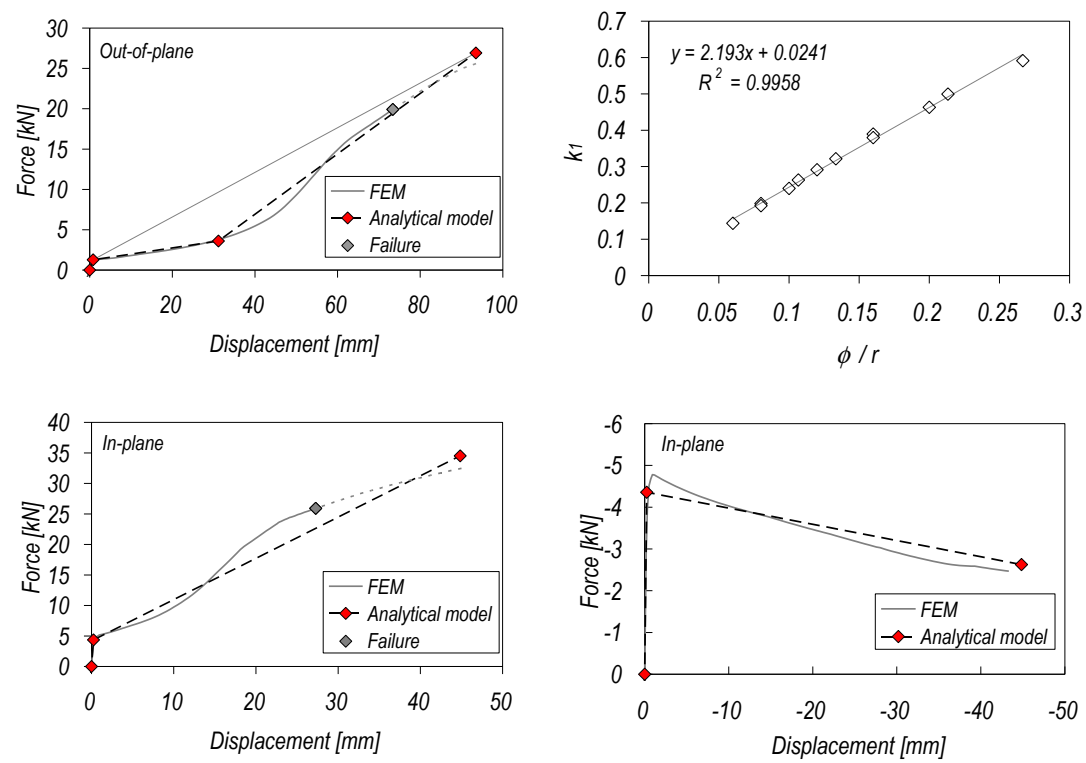 Out-of-plane
Force [kN]
30
25
20
15
10
5
0
FEM
Analytical model
Failure
0 20 40 60 80 100
Displacement [mm]
y = 2.193x + 0.0241
R² = 0.9958
k1
0.7
0.6
0.5
0.4
0.3
0.2
0.1
0
0 0.05 0.1 0.15 0.2 0.25 0.3
ϕ / r
In-plane
Force [kN]
40
35
30
25
20
15
10
5
0
FEM
Analytical model
Failure
0 10 20 30 40 50
Displacement [mm]
In-plane
Force [kN]
-6
-5
-4
-3
-2
-1
0
FEM
Analytical model
0 -10 -20 -30 -40 -50
Displacement [mm]